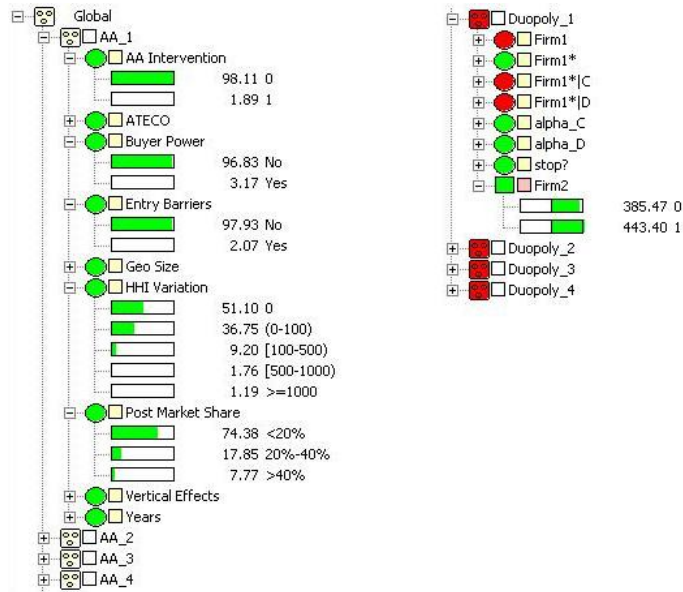 Global
AA_1
AA Intervention
98.11 0
1.89 1
ATECO
Buyer Power
96.83 No
3.17 Yes
Entry Barriers
97.93 No
2.07 Yes
Geo Size
HHI Variation
51.10 0
36.75 (0-100)
9.20 [100-500)
1.76 [500-1000)
1.19 >=1000
Post Market Share
74.38 <20%
17.85 20%-40%
7.77 >40%
Vertical Effects
Years
AA_2
AA_3
AA_4
Duopoly_1
Firm1
Firm1*
Firm1*|C
Firm1*|D
alpha_C
alpha_D
stop?
Firm2
385.47 0
443.40 1
Duopoly_2
Duopoly_3
Duopoly_4